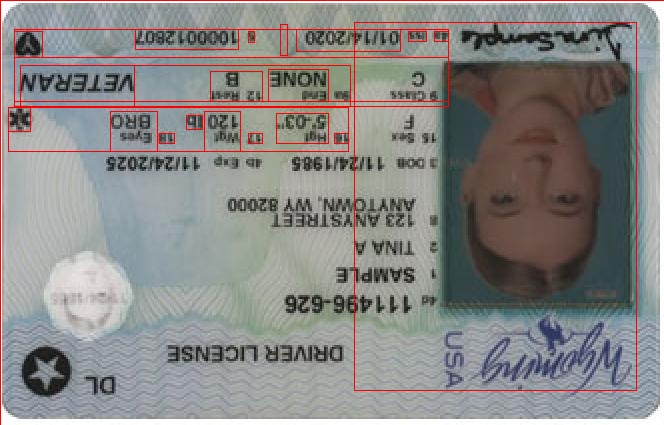 Wyoming
USA
DRIVER LICENSE
DL
4d 111496-626
1 SAMPLE
2 TINA A
8 123 ANYSTREET
ANYTOWN, WY 82000
3 DOB 11/24/1985 4b Exp 11/24/2025
15 Sex 16 Hgt 17 Wgt 18 Eyes
F 5'-03" 120 lb BRO
9 Class 9a End 12 Rest
C NONE B VETERAN
4a Iss 01/14/2020 5 1000012807
Tina Sample